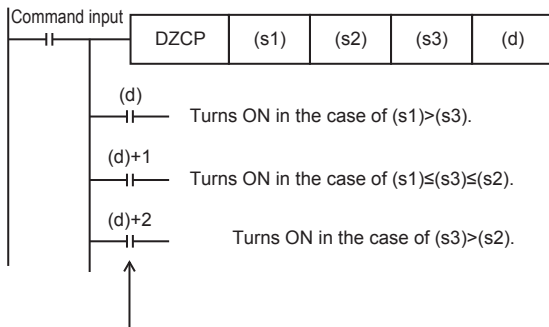 Command input
DZCP (s1) (s2) (s3) (d)
(d)
Turns ON in the case of (s1)>(s3).
(d)+1
Turns ON in the case of (s1)≤(s3)≤(s2).
(d)+2
Turns ON in the case of (s3)>(s2).